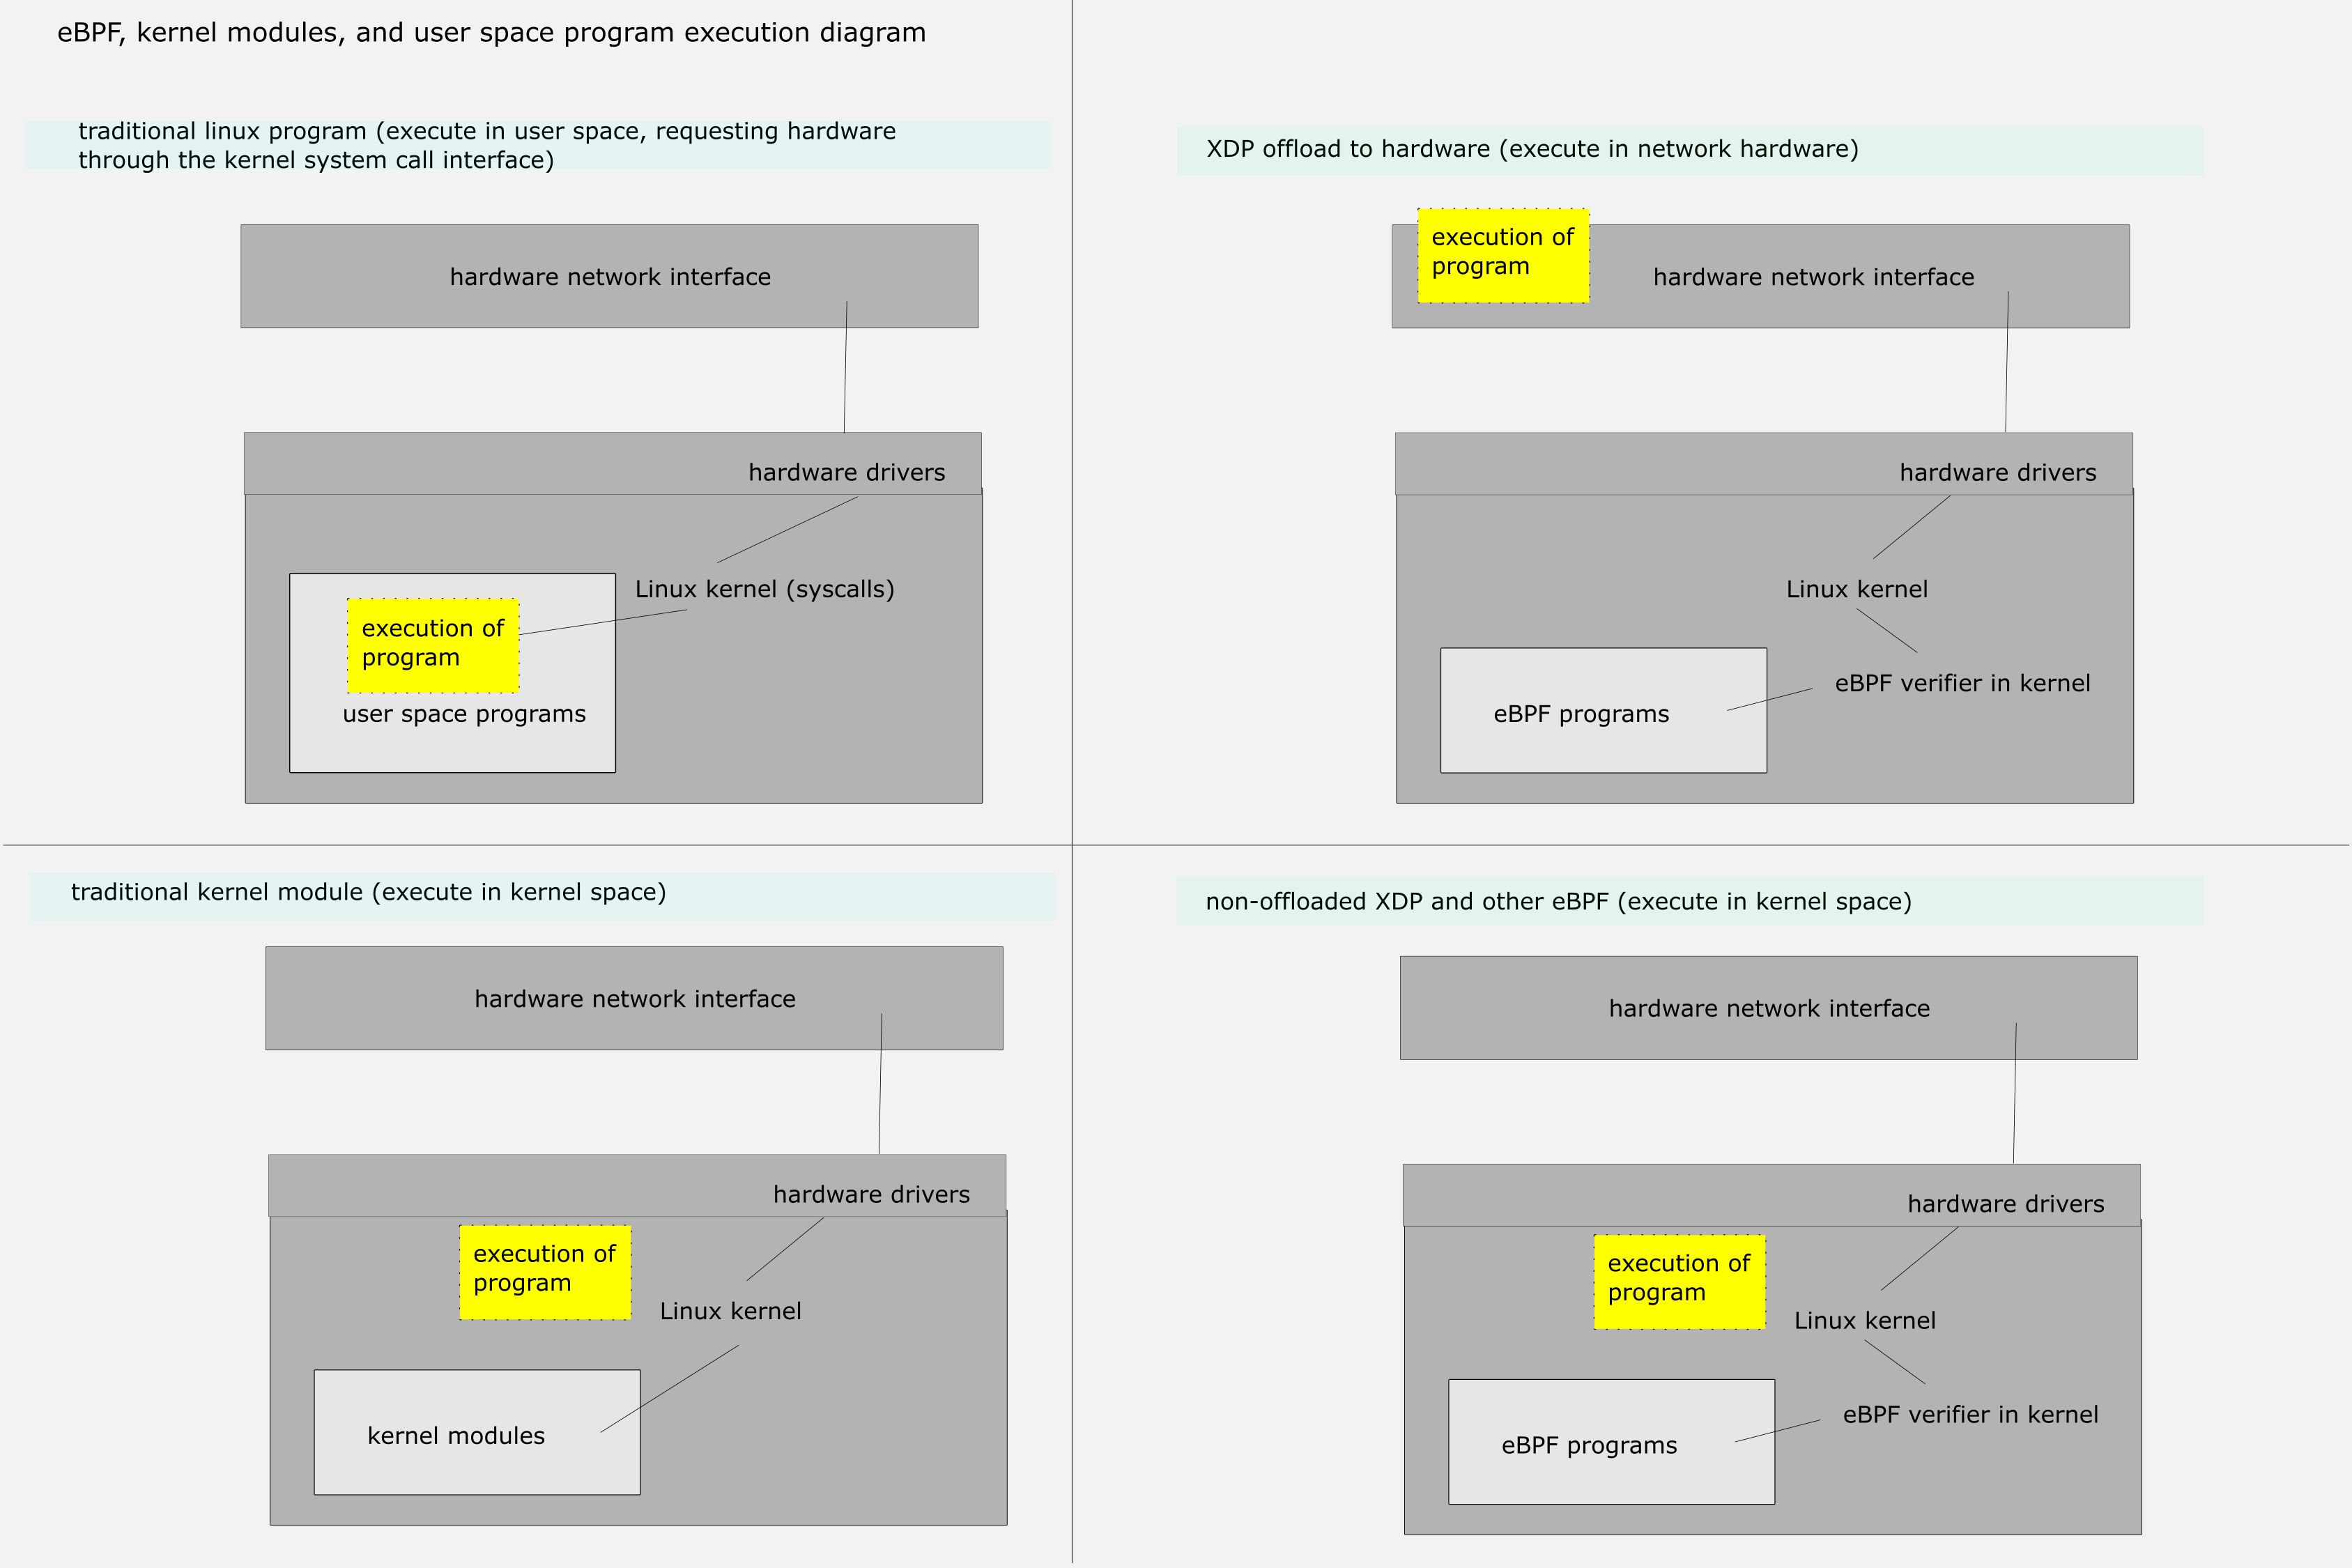 eBPF, kernel modules, and user space program execution diagram
traditional linux program (execute in user space, requesting hardware
through the kernel system call interface)
hardware network interface
hardware drivers
Linux kernel (syscalls)
execution of
program
user space programs
XDP offload to hardware (execute in network hardware)
execution of
program
hardware network interface
hardware drivers
Linux kernel
eBPF verifier in kernel
eBPF programs
traditional kernel module (execute in kernel space)
hardware network interface
hardware drivers
execution of
program
Linux kernel
kernel modules
non-offloaded XDP and other eBPF (execute in kernel space)
hardware network interface
hardware drivers
execution of
program
Linux kernel
eBPF verifier in kernel
eBPF programs